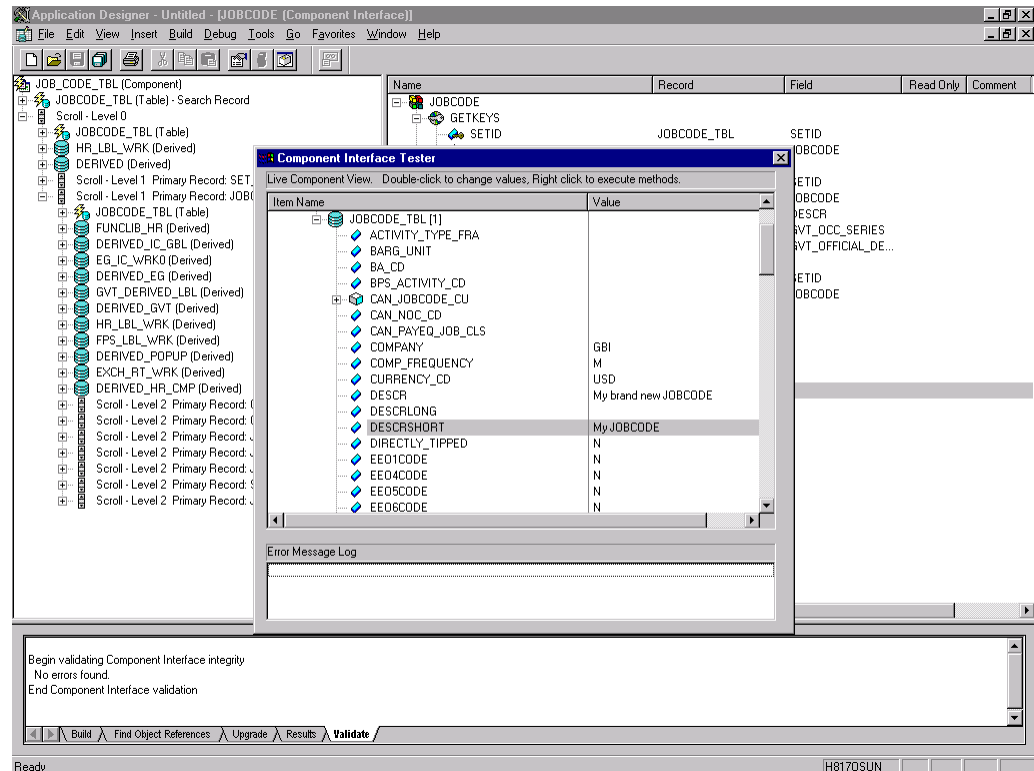 Application Designer - Untitled - [JOBCODE (Component Interface)]
File Edit View Insert Build Debug Tools Go Favorites Window Help
JOB_CODE_TBL (Component)
JOBCODE_TBL (Table) - Search Record
Scroll - Level 0
JOBCODE_TBL (Table)
HR_LBL_WRK (Derived)
DERIVED (Derived)
Scroll - Level 1 Primary Record: SET_
Scroll - Level 1 Primary Record: JOB
JOBCODE_TBL (Table)
FUNCLIB_HR (Derived)
DERIVED_IC_GBL (Derived)
EG_IC_WRK0 (Derived)
DERIVED_EG (Derived)
GVT_DERIVED_LBL (Derived)
DERIVED_GVT (Derived)
HR_LBL_WRK (Derived)
FPS_LBL_WRK (Derived)
DERIVED_POPUP (Derived)
EXCH_RT_WRK (Derived)
DERIVED_HR_CMP (Derived)
Scroll - Level 2 Primary Record:
Scroll - Level 2 Primary Record:
Scroll - Level 2 Primary Record:
Scroll - Level 2 Primary Record:
Scroll - Level 2 Primary Record:
Scroll - Level 2 Primary Record:
Scroll - Level 2 Primary Record:
Name Record Field Read Only Comment
JOBCODE
GETKEYS
SETID JOBCODE_TBL SETID
JOBCODE
SETID
JOBCODE
DESCR
GVT_OCC_SERIES
GVT_OFFICIAL_DE...
SETID
JOBCODE
Component Interface Tester
Live Component View. Double-click to change values, Right click to execute methods.
Item Name Value
JOBCODE_TBL [1]
ACTIVITY_TYPE_FRA
BARG_UNIT
BA_CD
BPS_ACTIVITY_CD
CAN_JOBCODE_CU
CAN_NOC_CD
CAN_PAYEQ_JOB_CLS
COMPANY GBI
COMP_FREQUENCY M
CURRENCY_CD USD
DESCR My brand new JOBCODE
DESCRLONG
DESCRSHORT My JOBCODE
DIRECTLY_TIPPED N
EEO1CODE N
EEO4CODE N
EEO5CODE N
EEO6CODE N
Error Message Log
Begin validating Component Interface integrity
No errors found.
End Component Interface validation
Build Find Object References Upgrade Results Validate
Ready H8170SUN